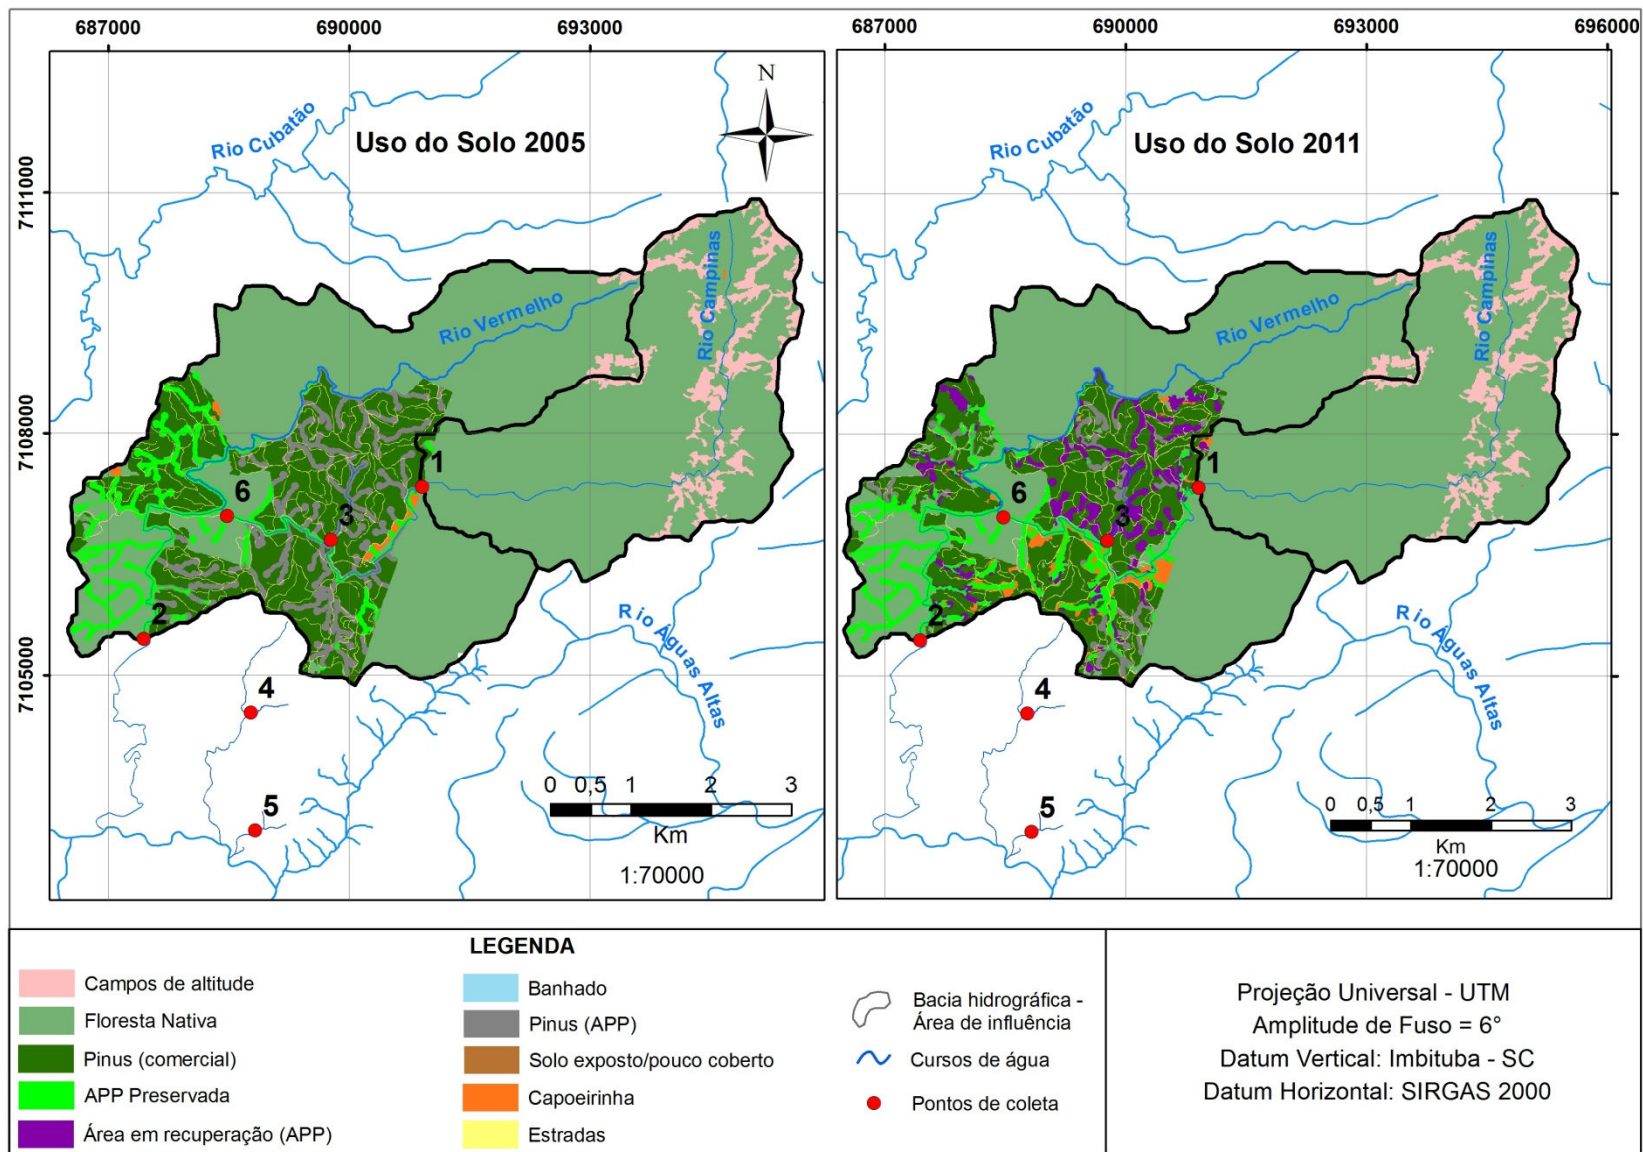 687000
690000
693000
687000
690000
693000
696000
7111000
7108000
7105000
N
Uso do Solo 2005
Rio Cubatão
Rio Vermelho
Rio Campinas
Rio Águas Altas
1
6
3
2
4
5
0 0,5 1 2 3
Km
1:70000
Uso do Solo 2011
Rio Cubatão
Rio Vermelho
Rio Campinas
Rio Águas Altas
1
6
3
2
4
5
0 0,5 1 2 3
Km
1:70000
LEGENDA
Campos de altitude
Floresta Nativa
Pinus (comercial)
APP Preservada
Área em recuperação (APP)
Banhado
Pinus (APP)
Solo exposto/pouco coberto
Capoeirinha
Estradas
Bacia hidrográfica -
Área de influência
Cursos de água
Pontos de coleta
Projeção Universal - UTM
Amplitude de Fuso = 6°
Datum Vertical: Imbituba - SC
Datum Horizontal: SIRGAS 2000